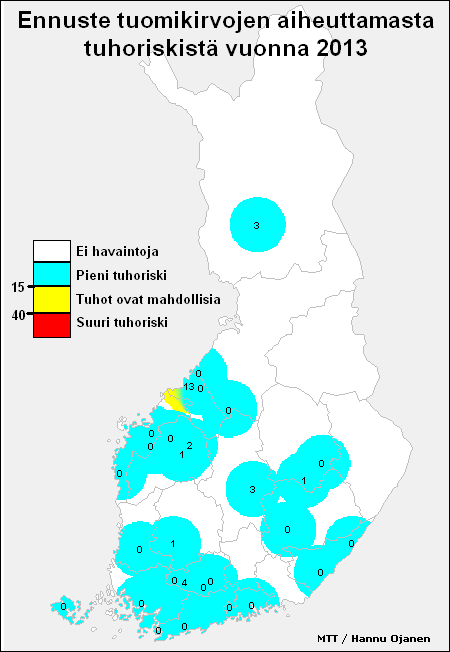 Ennuste tuomikirvojen aiheuttamasta
tuhoriskistä vuonna 2013
3
Ei havaintoja
Pieni tuhoriski
15
Tuhot ovat mahdollisia
40
Suuri tuhoriski
0
13 0
0
0 0 2
0 1
0
0
3 1
0
0 1 0
0
0 4 0 0
0 0 0 0
0 0
MTT / Hannu Ojanen